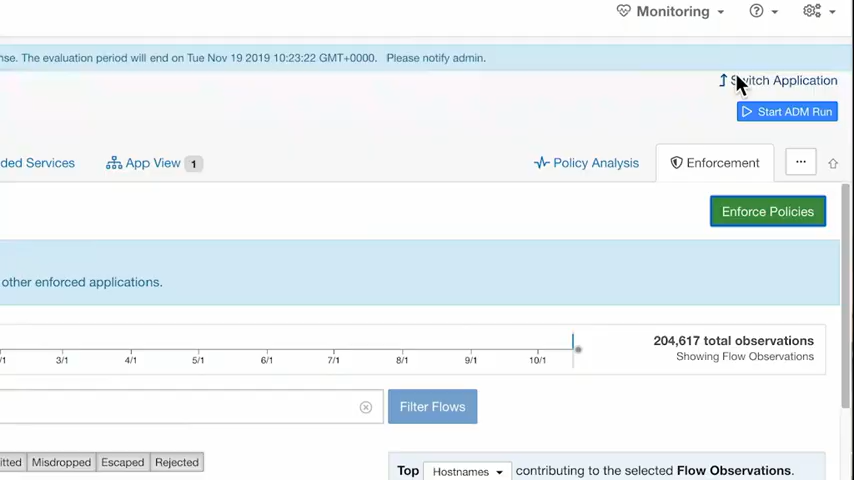 Monitoring
nse. The evaluation period will end on Tue Nov 19 2019 10:23:22 GMT+0000. Please notify admin.
Switch Application
Start ADM Run
ded Services
App View 1
Policy Analysis
Enforcement
...
Enforce Policies
other enforced applications.
204,617 total observations
Showing Flow Observations
/1 3/1 4/1 5/1 6/1 7/1 8/1 9/1 10/1
Filter Flows
itted Misdropped Escaped Rejected
Top Hostnames contributing to the selected Flow Observations.